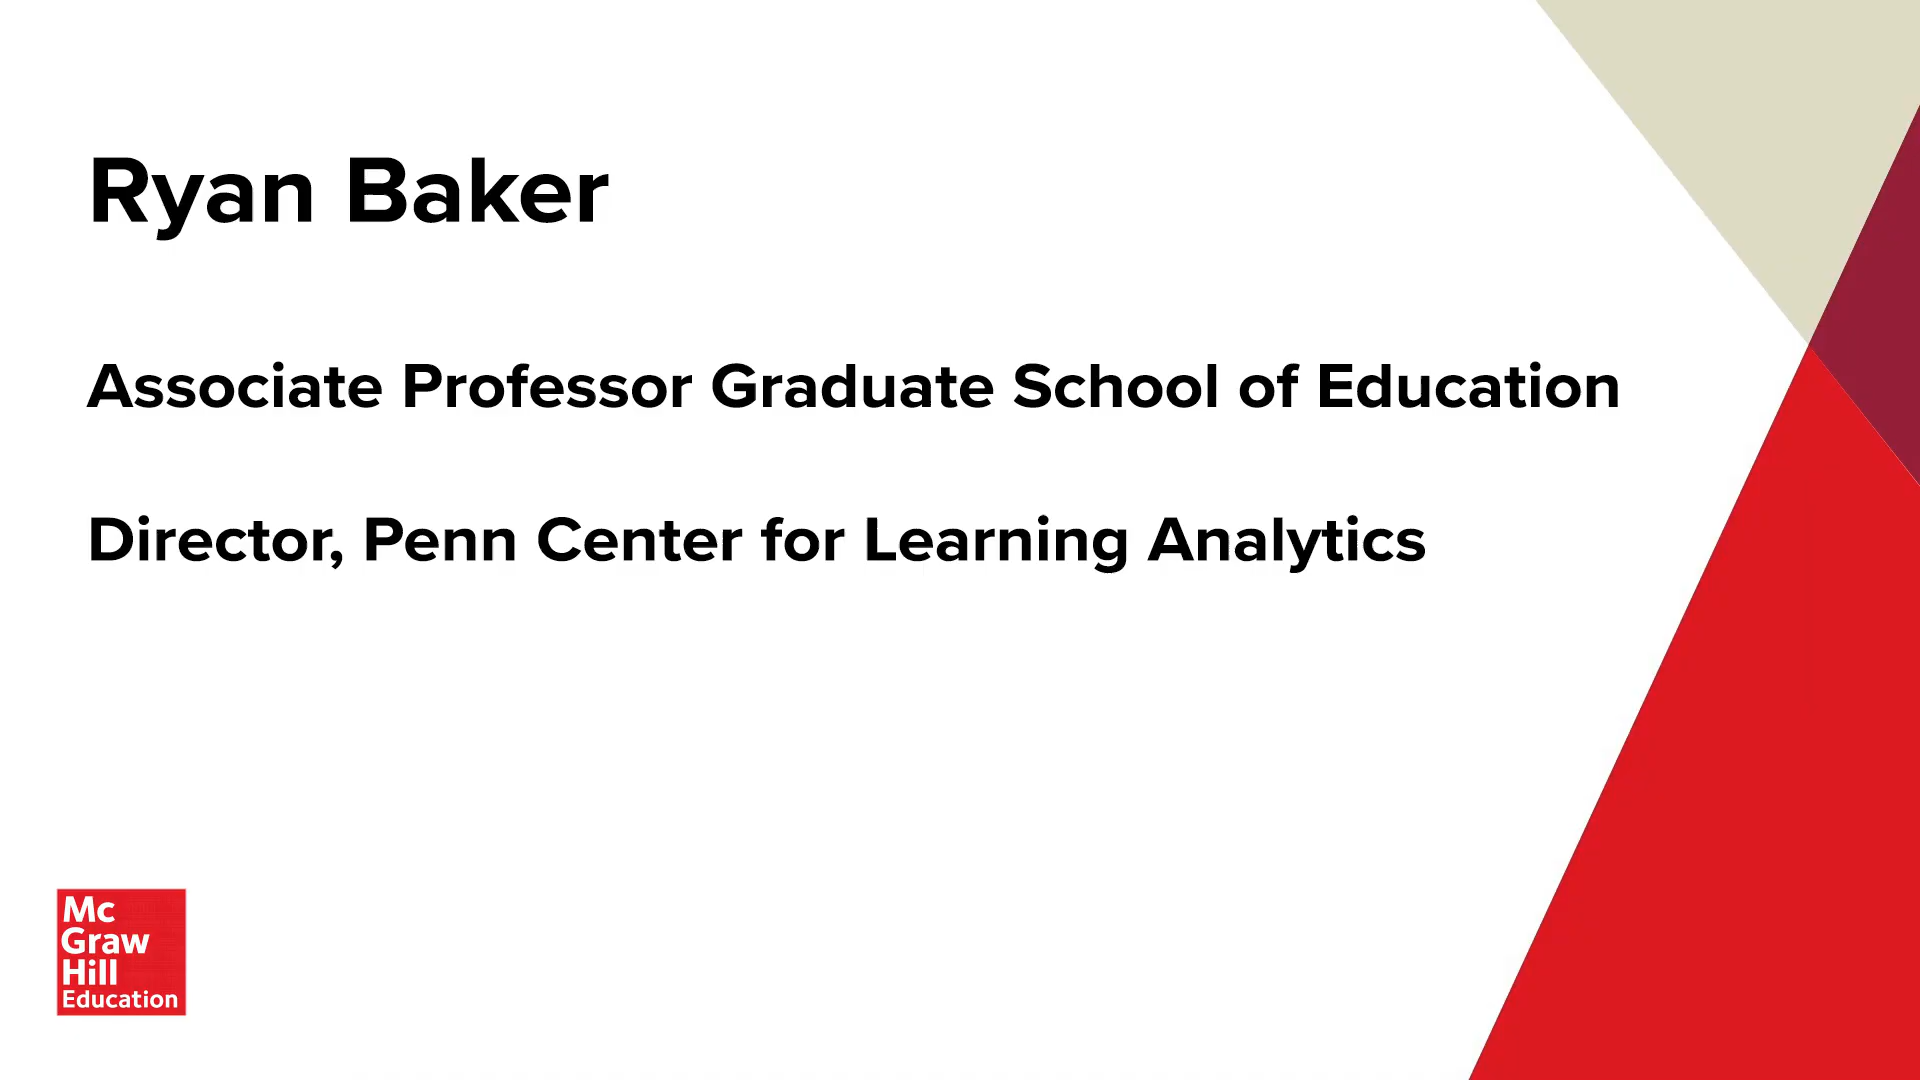 Ryan Baker
Associate Professor Graduate School of Education
Director, Penn Center for Learning Analytics
Mc
Graw
Hill
Education